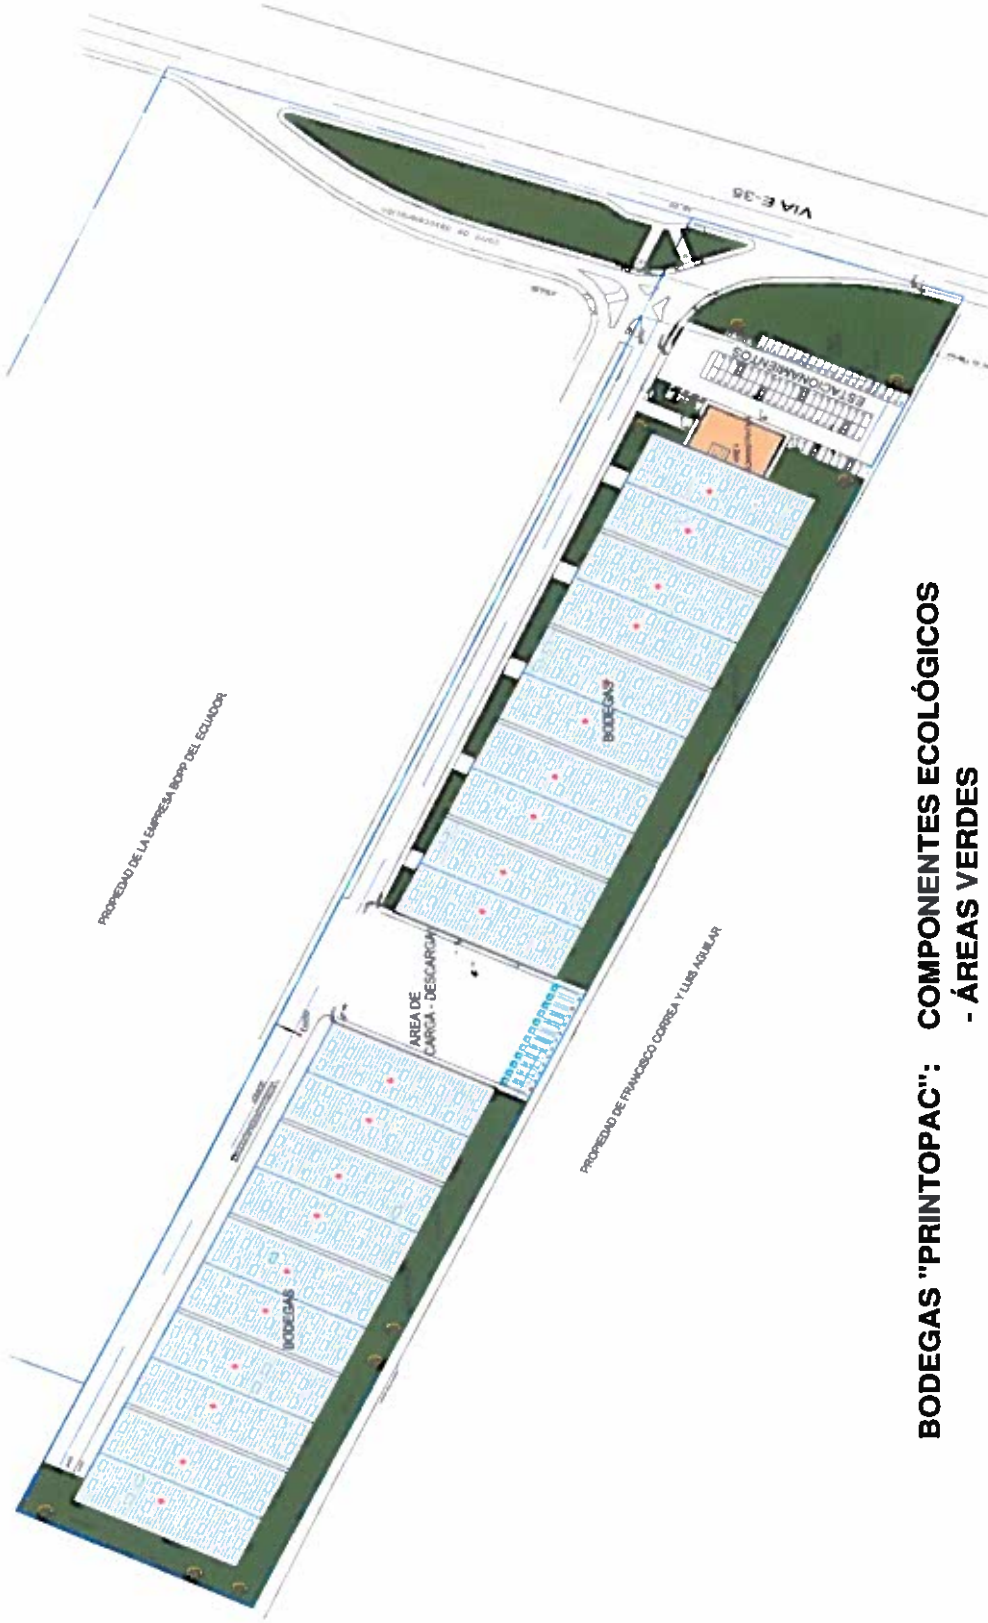 VIA E-35
ESTACIONAMIENTOS
PROPIEDAD DE LA EMPRESA BOPP DEL ECUADOR
BODEGAS
AREA DE
CARGA - DESCARGA
PROPIEDAD DE FRANCISCO CORREA Y LUIS AGUILAR
BODEGAS
BODEGAS "PRINTOPAC": COMPONENTES ECOLÓGICOS
- ÁREAS VERDES